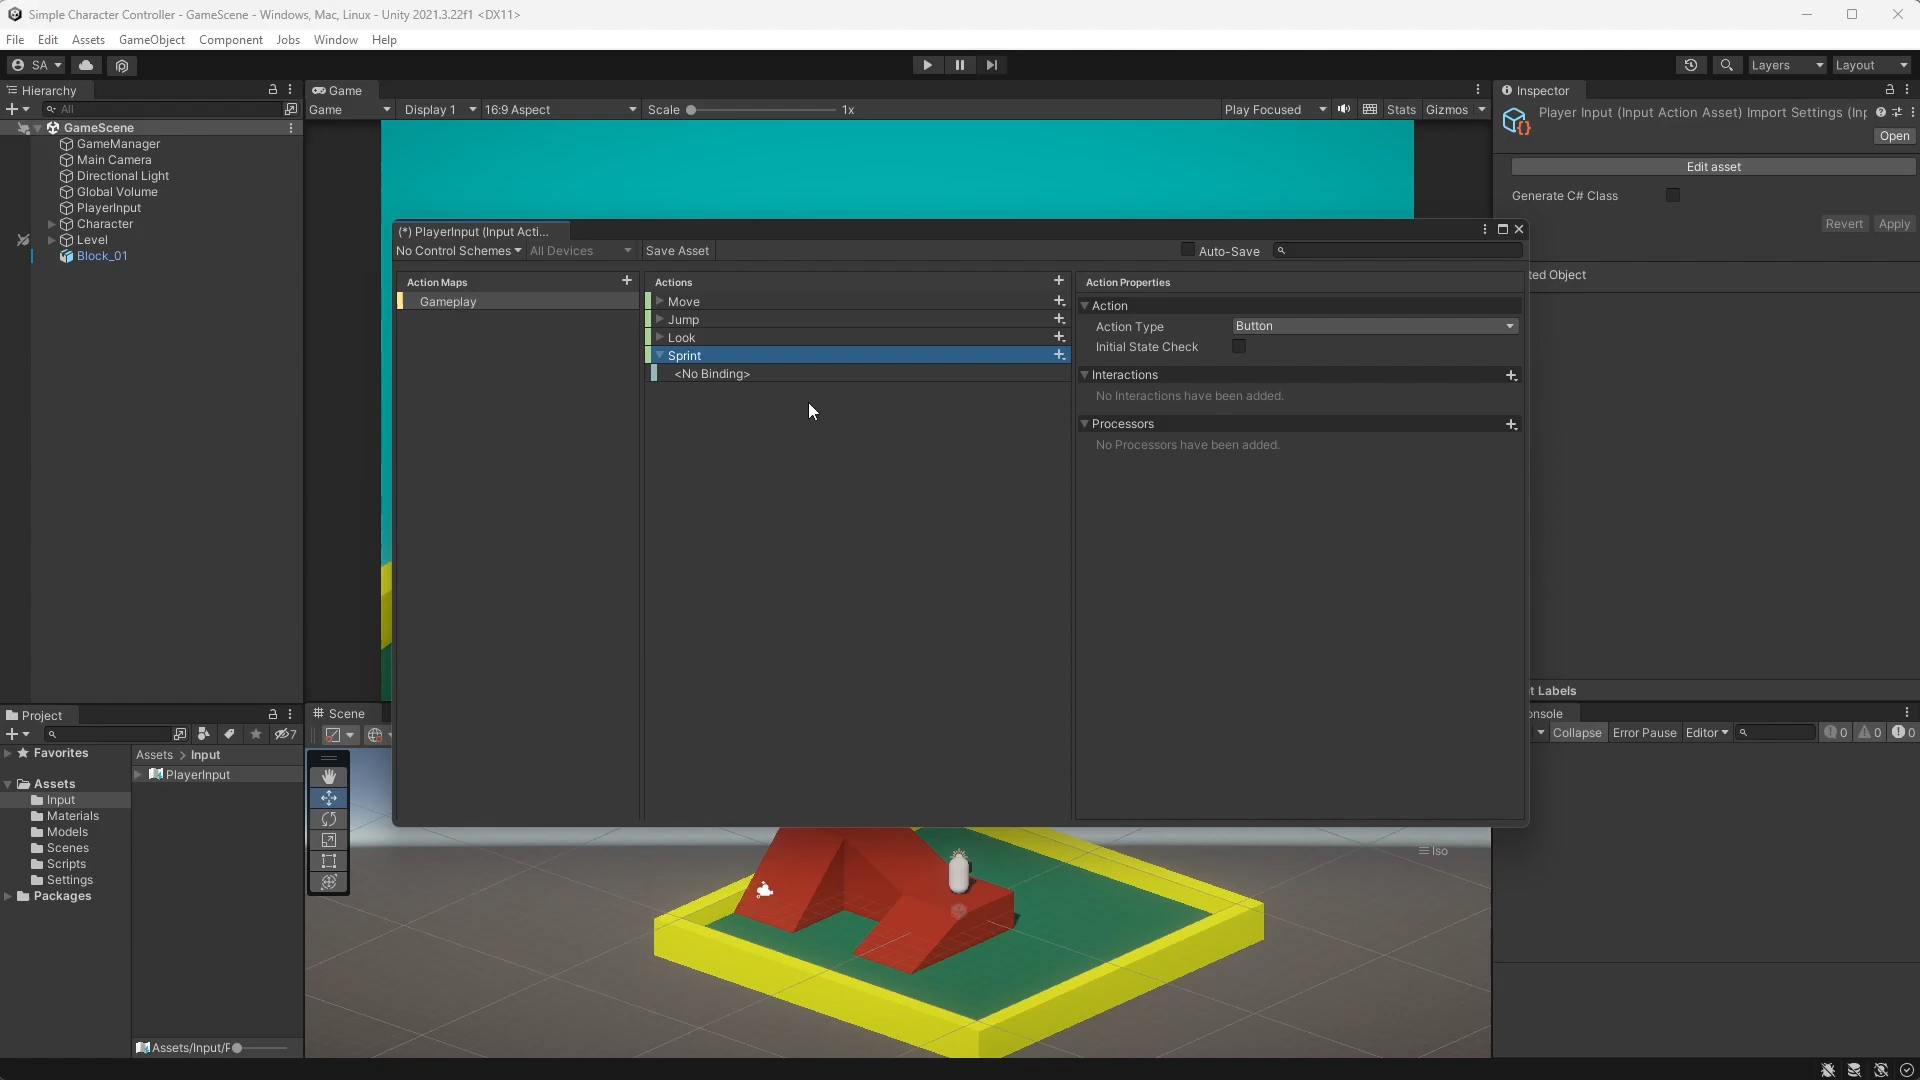 Simple Character Controller - GameScene - Windows, Mac, Linux - Unity 2021.3.22f1 <DX11>
File Edit Assets GameObject Component Jobs Window Help
SA Layers Layout
Hierarchy
All
GameScene
GameManager
Main Camera
Directional Light
Global Volume
PlayerInput
Character
Level
Block_01
Game
Game Display 1 16:9 Aspect Scale 1x Play Focused Stats Gizmos
Inspector
Player Input (Input Action Asset) Import Settings (Inp
Open
Edit asset
Generate C# Class
Revert Apply
ted Object
(*) PlayerInput (Input Acti...
No Control Schemes All Devices Save Asset Auto-Save
Action Maps
Gameplay
Actions
Move
Jump
Look
Sprint
<No Binding>
Action Properties
Action
Action Type Button
Initial State Check
Interactions
No Interactions have been added.
Processors
No Processors have been added.
t Labels
Project
7
Favorites
Assets
Input
Materials
Models
Scenes
Scripts
Settings
Packages
Assets > Input
PlayerInput
Assets/Input/F
Scene
Iso
onsole
Collapse Error Pause Editor 0 0 0